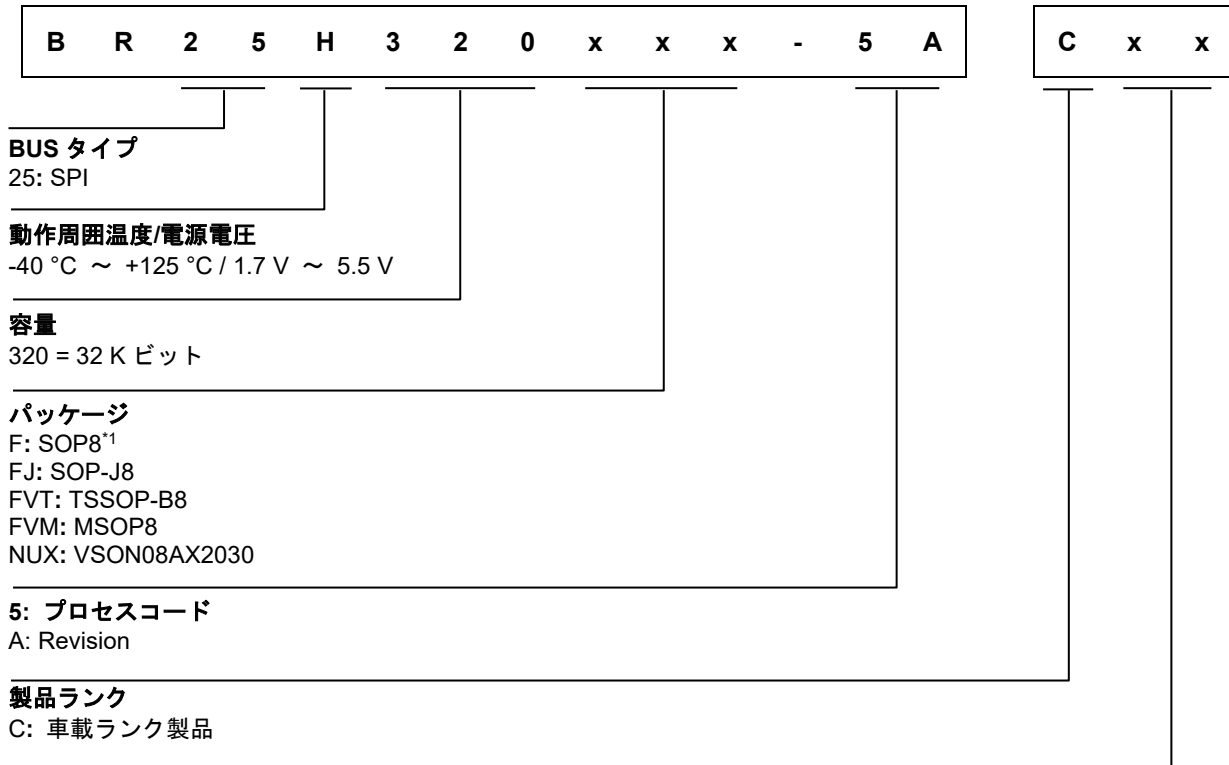 B R 2 5 H 3 2 0 x x x - 5 A C x x
BUS タイプ
25: SPI
動作周囲温度/電源電圧
-40 °C ～ +125 °C / 1.7 V ～ 5.5 V
容量
320 = 32 K ビット
パッケージ
F: SOP8*1
FJ: SOP-J8
FVT: TSSOP-B8
FVM: MSOP8
NUX: VSON08AX2030
5: プロセスコード
A: Revision
製品ランク
C: 車載ランク製品